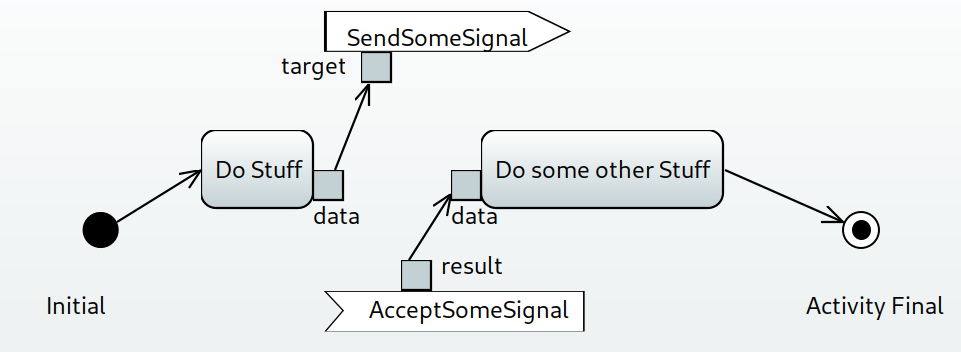 SendSomeSignal
target
Do Stuff
Do some other Stuff
data
data
result
Initial
AcceptSomeSignal
Activity Final